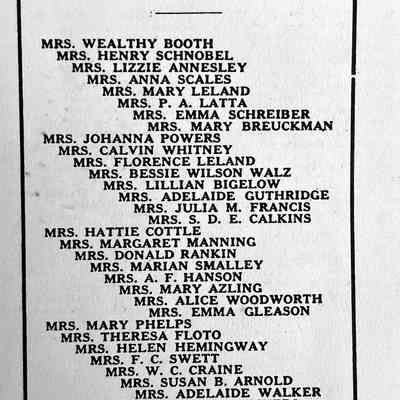 MRS. WEALTHY BOOTH
MRS. HENRY SCHNOBEL
MRS. LIZZIE ANNESLEY
MRS. ANNA SCALES
MRS. MARY LELAND
MRS. P. A. LATTA
MRS. EMMA SCHREIBER
MRS. MARY BREUCKMAN
MRS. JOHANNA POWERS
MRS. CALVIN WHITNEY
MRS. FLORENCE LELAND
MRS. BESSIE WILSON WALZ
MRS. LILLIAN BIGELOW
MRS. ADELAIDE GUTHRIDGE
MRS. JULIA M. FRANCIS
MRS. S. D. E. CALKINS
MRS. HATTIE COTTLE
MRS. MARGARET MANNING
MRS. DONALD RANKIN
MRS. MARIAN SMALLEY
MRS. A. F. HANSON
MRS. MARY AZLING
MRS. ALICE WOODWORTH
MRS. EMMA GLEASON
MRS. MARY PHELPS
MRS. THERESA FLOTO
MRS. HELEN HEMINGWAY
MRS. F. C. SWETT
MRS. W. C. CRAINE
MRS. SUSAN B. ARNOLD
MRS. ADELAIDE WALKER